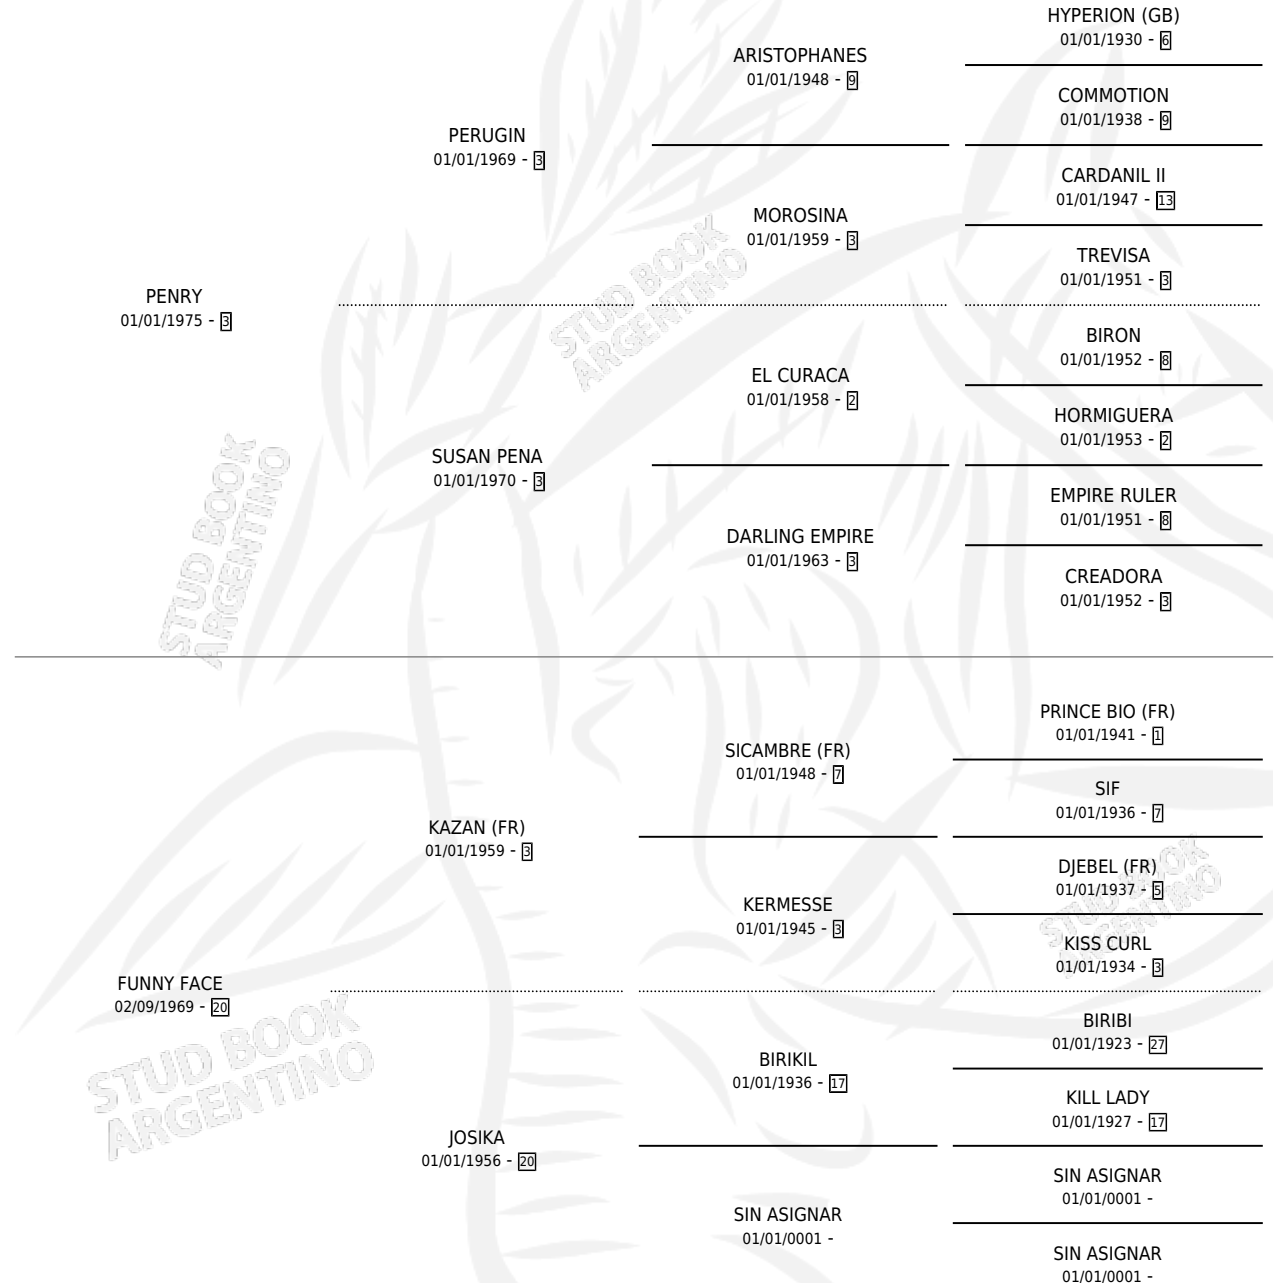 HYPERION (GB)
01/01/1930 - 6
ARISTOPHANES
01/01/1948 - 9
COMMOTION
01/01/1938 - 9
PERUGIN
01/01/1969 - 3
CARDANIL II
01/01/1947 - 13
MOROSINA
01/01/1959 - 3
TREVISA
01/01/1951 - 3
PENRY
01/01/1975 - 3
BIRON
01/01/1952 - 8
EL CURACA
01/01/1958 - 2
HORMIGUERA
01/01/1953 - 2
SUSAN PENA
01/01/1970 - 3
EMPIRE RULER
01/01/1951 - 8
DARLING EMPIRE
01/01/1963 - 3
CREADORA
01/01/1952 - 3
STUD BOOK
ARGENTINO
STUD BOOK
ARGENTINO
PRINCE BIO (FR)
01/01/1941 - 1
SICAMBRE (FR)
01/01/1948 - 7
SIF
01/01/1936 - 7
KAZAN (FR)
01/01/1959 - 3
DJEBEL (FR)
01/01/1937 - 5
KERMESSE
01/01/1945 - 3
KISS CURL
01/01/1934 - 3
FUNNY FACE
02/09/1969 - 20
BIRIBI
01/01/1923 - 27
BIRIKIL
01/01/1936 - 17
KILL LADY
01/01/1927 - 17
JOSIKA
01/01/1956 - 20
SIN ASIGNAR
01/01/0001 -
SIN ASIGNAR
01/01/0001 -
SIN ASIGNAR
01/01/0001 -
STUD BOOK
ARGENTINO
STUD BOOK
ARGENTINO